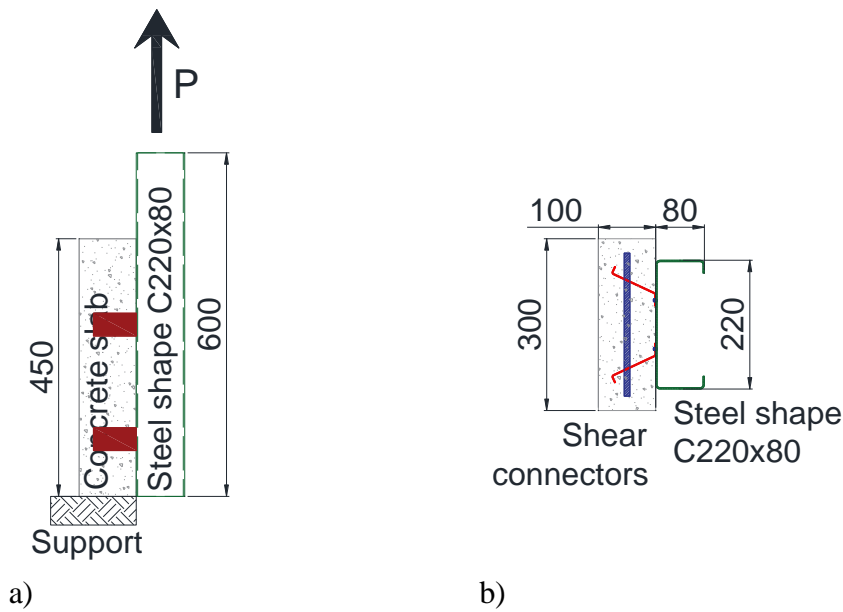 P
450
Concrete slab
Steel shape C220x80
600
Support
a)
100
80
300
220
Shear
connectors
Steel shape
C220x80
b)